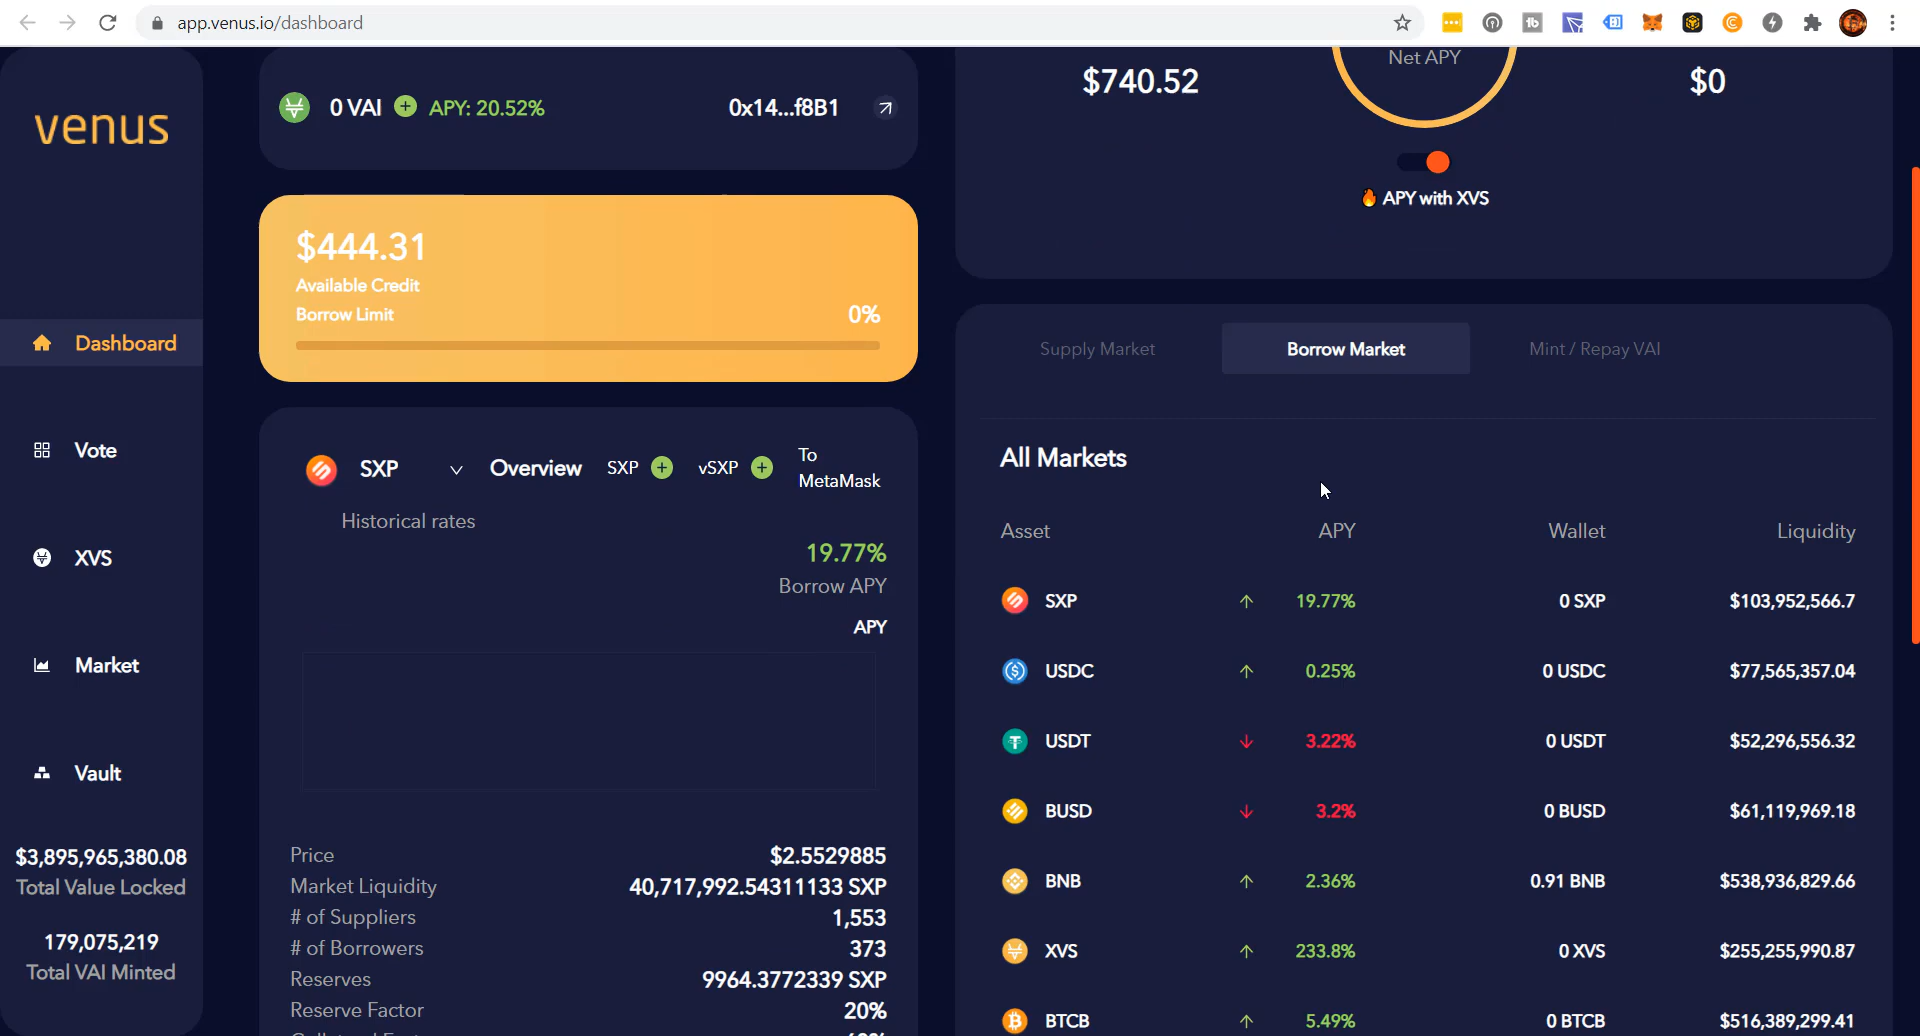 app.venus.io/dashboard
venus
Dashboard
Vote
XVS
Market
Vault
$3,895,965,380.08
Total Value Locked
179,075,219
Total VAI Minted
0 VAI APY: 20.52% 0x14...f8B1
$444.31
Available Credit
Borrow Limit 0%
SXP Overview SXP vSXP To MetaMask
Historical rates
19.77%
Borrow APY
APY
Price $2.5529885
Market Liquidity 40,717,992.54311133 SXP
# of Suppliers 1,553
# of Borrowers 373
Reserves 9964.3772339 SXP
Reserve Factor 20%
$740.52
Net APY
$0
APY with XVS
Supply Market Borrow Market Mint / Repay VAI
All Markets
Asset APY Wallet Liquidity
SXP 19.77% 0 SXP $103,952,566.7
USDC 0.25% 0 USDC $77,565,357.04
USDT 3.22% 0 USDT $52,296,556.32
BUSD 3.2% 0 BUSD $61,119,969.18
BNB 2.36% 0.91 BNB $538,936,829.66
XVS 233.8% 0 XVS $255,255,990.87
BTCB 5.49% 0 BTCB $516,389,299.41